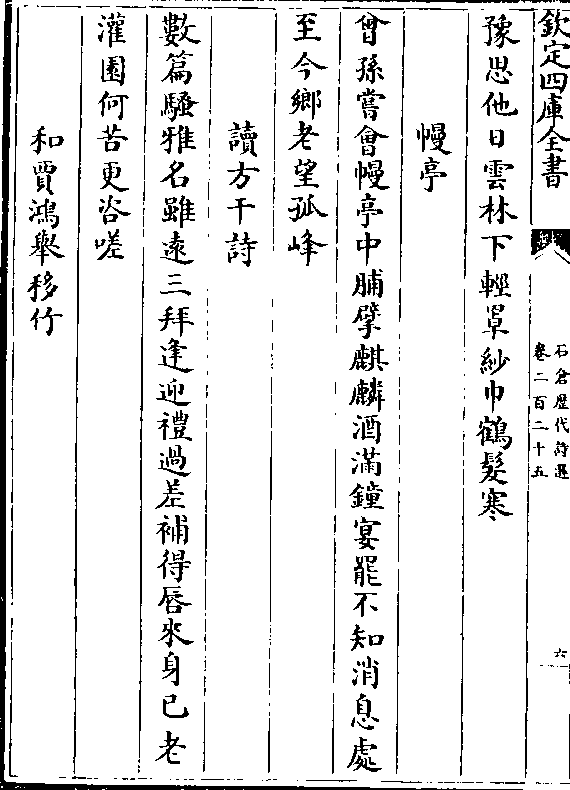 欽定四庫全書
石倉歷代詩選
卷二百二十五
六
豫思他日雲林下輕罩紗巾鶴髮寒
幔亭
曾孫嘗會幔亭中脯擘麒麟酒滿鐘宴罷不知消息處
至今鄉老望孤峰
讀方干詩
數篇騷雅名雖遠三拜逢迎禮過差補得唇來身已老
灌園何苦更咨嗟
和賈鴻舉移竹